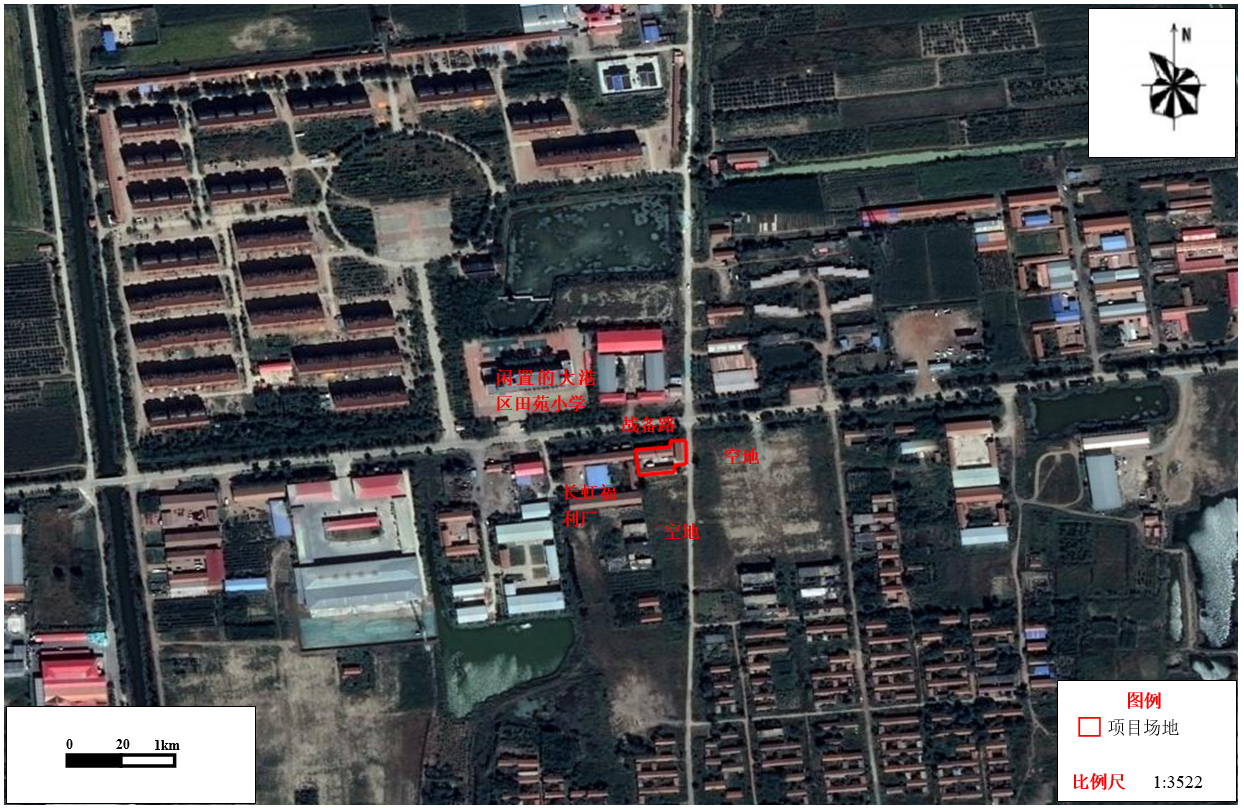 N
闲置的大港
区田苑小学
战备路
空地
长虹福
利厂
空地
图例
项目场地
0 20 1km
比例尺 1:3522